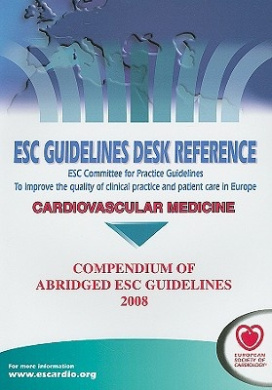 ESC GUIDELINES DESK REFERENCE
ESC Committee for Practice Guidelines
To improve the quality of clinical practice and patient care in Europe
CARDIOVASCULAR MEDICINE
COMPENDIUM OF
ABRIDGED ESC GUIDELINES
2008
For more information
www.escardio.org
EUROPEAN
SOCIETY OF
CARDIOLOGY